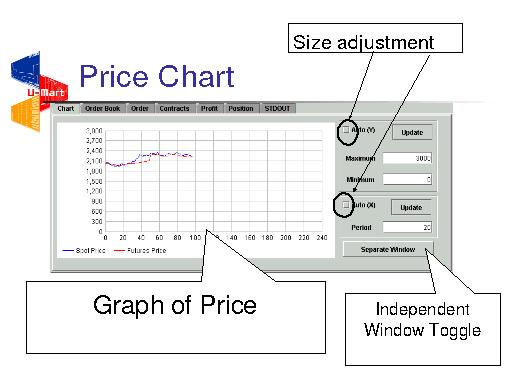 Size adjustment
U-Mart
Price Chart
Chart Order Book Order Contracts Profit Position STDOUT
3,000
2,700
2,400
2,100
1,800
1,500
1,200
900
600
300
0
0 20 40 60 80 100 120 140 160 180 200 220 240
Spot Price Futures Price
Auto (Y) Update
Maximum 3000
Minimum 0
Auto (X) Update
Period 20
Separate Window
Graph of Price
Independent
Window Toggle